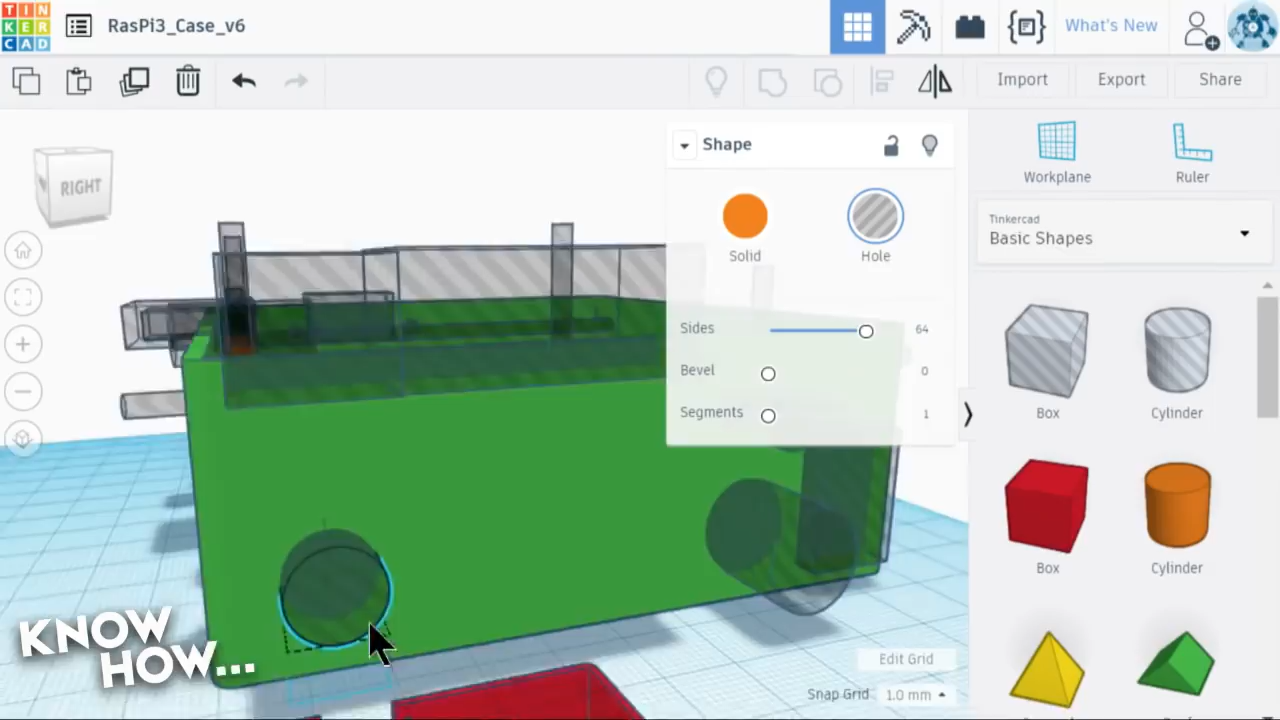 TIN
KER
CAD
RasPi3_Case_v6
What's New
Import
Export
Share
RIGHT
Shape
Solid
Hole
Sides
64
Bevel
0
Segments
1
Workplane
Ruler
Tinkercad
Basic Shapes
Box
Cylinder
Box
Cylinder
Edit Grid
Snap Grid
1.0 mm
KNOW
HOW...